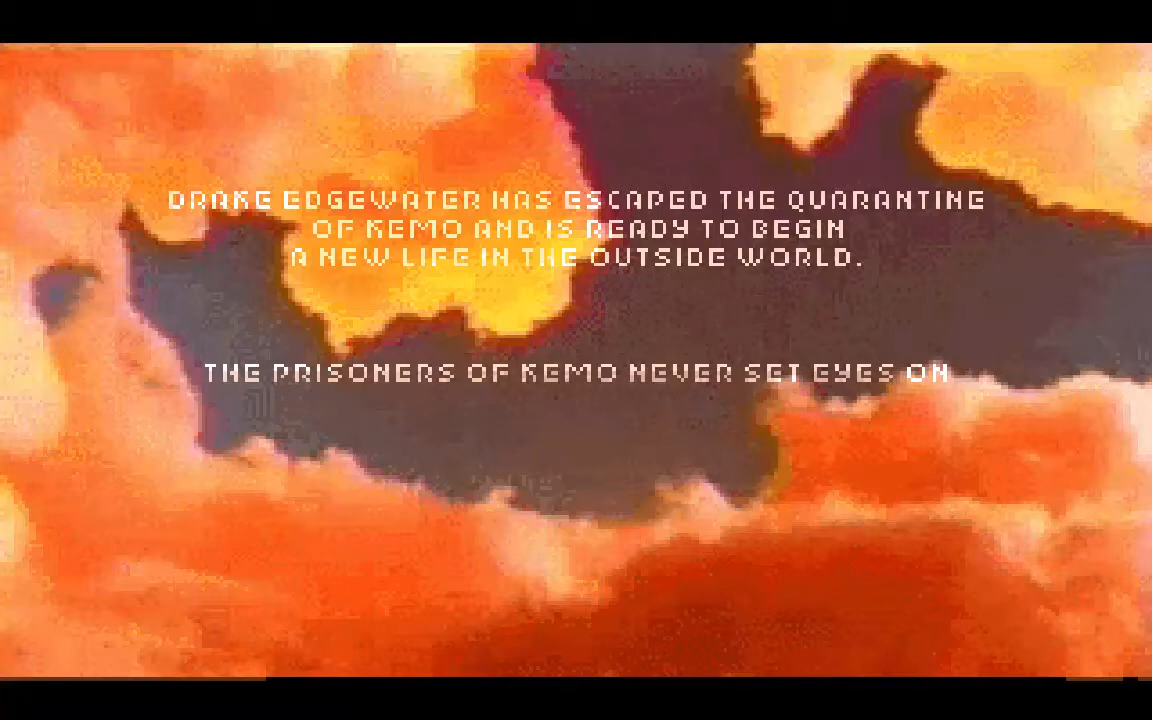 DRAKE EDGEWATER HAS ESCAPED THE QUARANTINE
OF KEMO AND IS READY TO BEGIN
A NEW LIFE IN THE OUTSIDE WORLD.
THE PRISONERS OF KEMO NEVER SET EYES ON